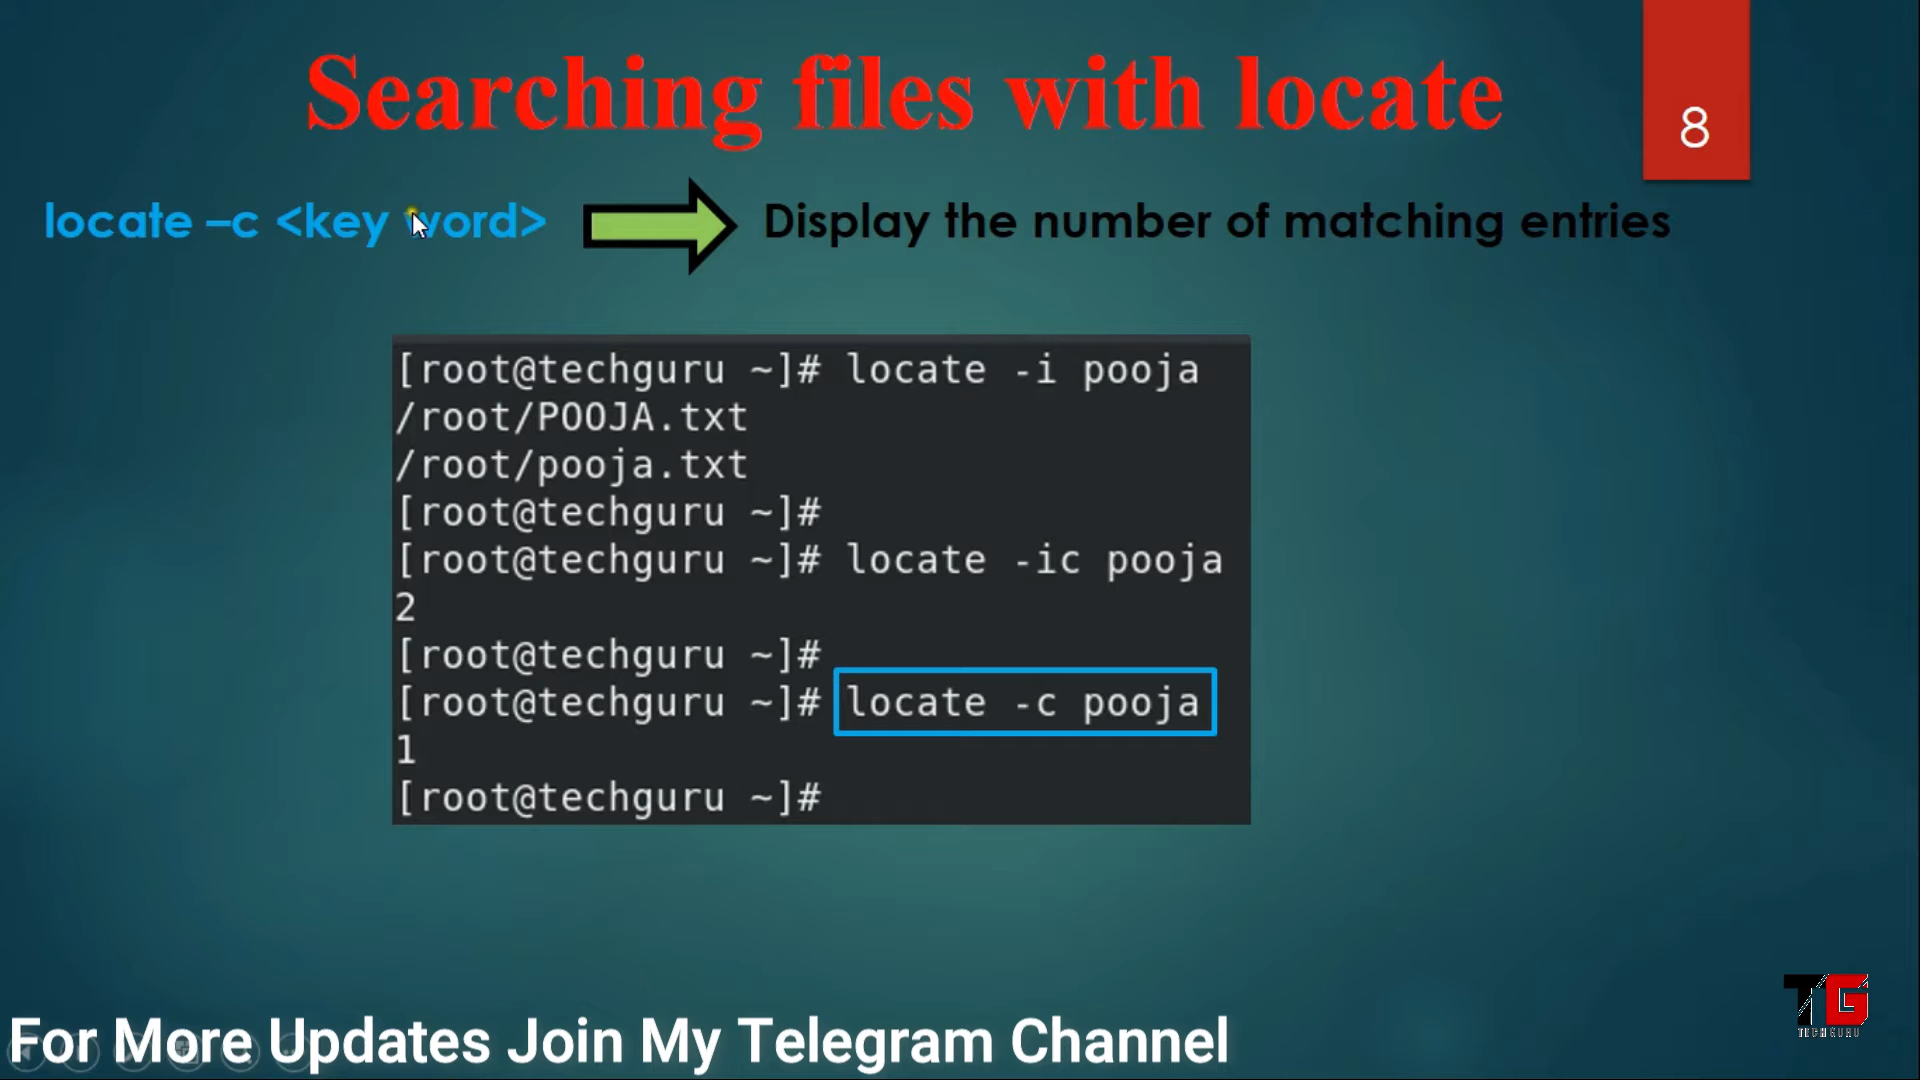 Searching files with locate
8
locate –c <key word>
Display the number of matching entries
[root@techguru ~]# locate -i pooja
/root/POOJA.txt
/root/pooja.txt
[root@techguru ~]#
[root@techguru ~]# locate -ic pooja
2
[root@techguru ~]#
[root@techguru ~]# locate -c pooja
1
[root@techguru ~]#
TG
TECHGURU
For More Updates Join My Telegram Channel